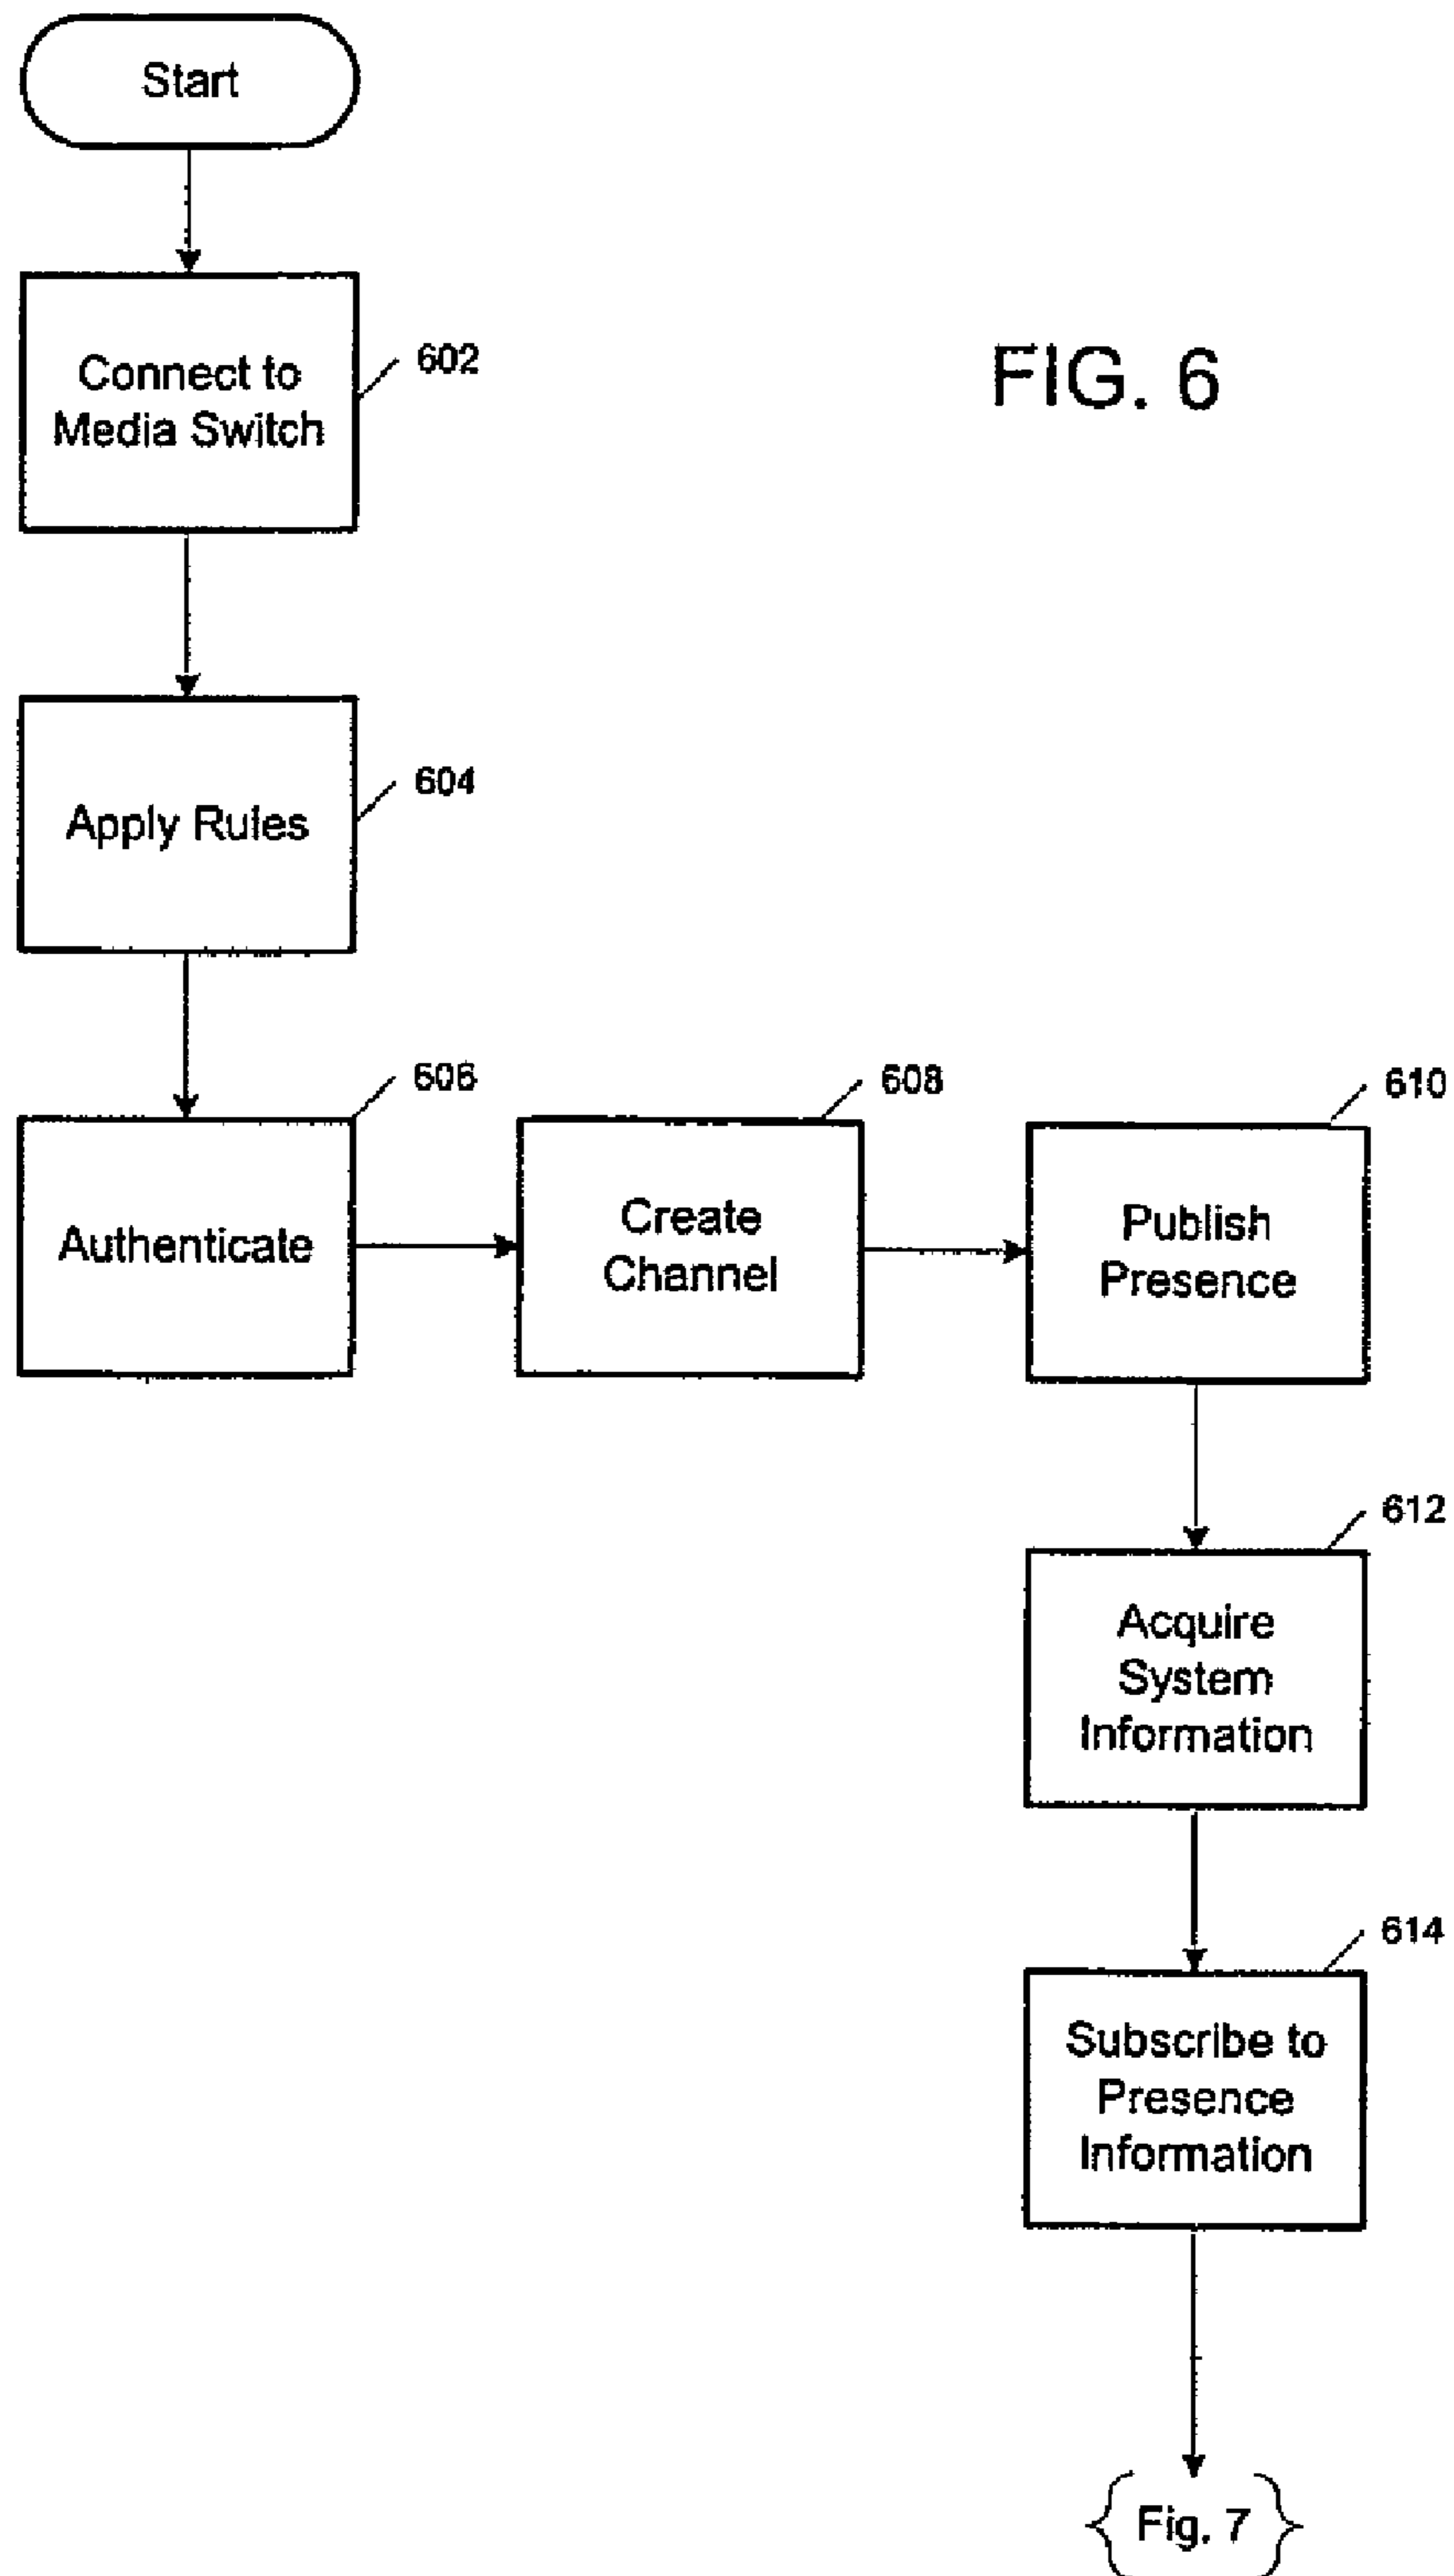 Start
Connect to
Media Switch
602
FIG. 6
Apply Rules
604
Authenticate
606
Create
Channel
608
Publish
Presence
610
Acquire
System
Information
612
Subscribe to
Presence
Information
614
{Fig. 7}